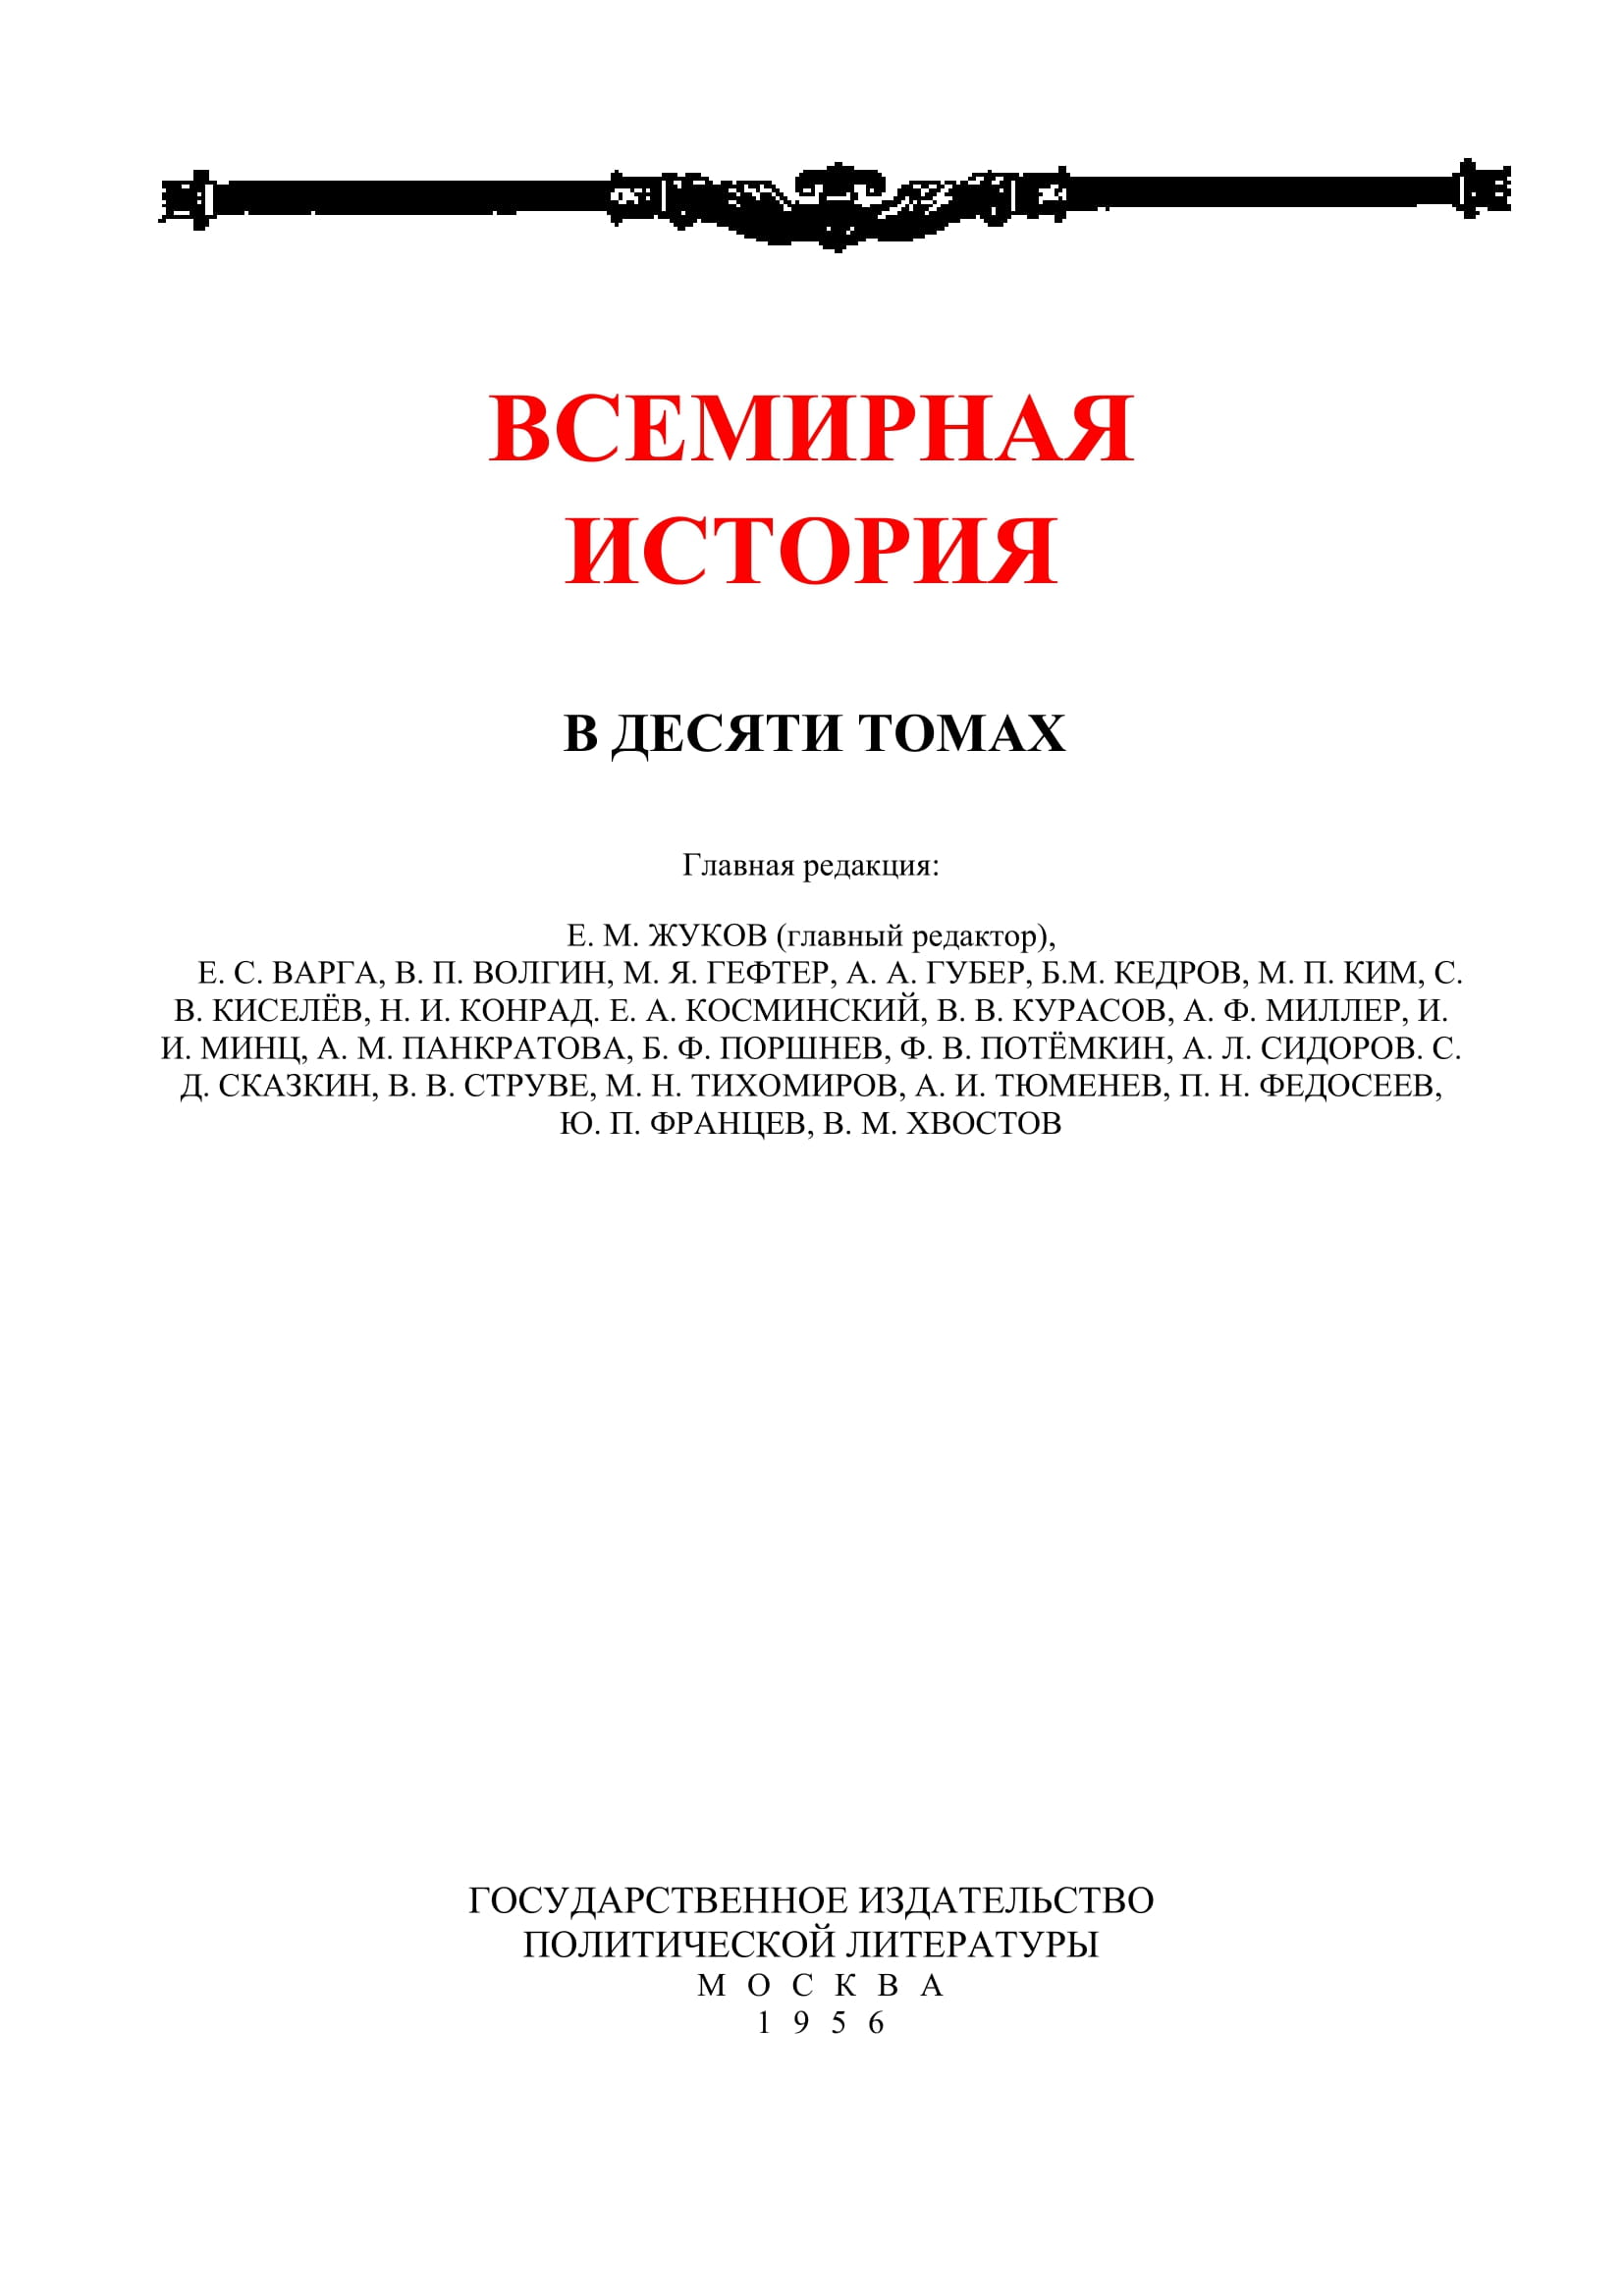 ВСЕМИРНАЯ
ИСТОРИЯ
В ДЕСЯТИ ТОМАХ
Главная редакция:
Е. М. ЖУКОВ (главный редактор),
Е. С. ВАРГА, В. П. ВОЛГИН, М. Я. ГЕФТЕР, А. А. ГУБЕР, Б.М. КЕДРОВ, М. П. КИМ, С.
В. КИСЕЛЁВ, Н. И. КОНРАД. Е. А. КОСМИНСКИЙ, В. В. КУРАСОВ, А. Ф. МИЛЛЕР, И.
И. МИНЦ, А. М. ПАНКРАТОВА, Б. Ф. ПОРШНЕВ, Ф. В. ПОТЁМКИН, А. Л. СИДОРОВ. С.
Д. СКАЗКИН, В. В. СТРУВЕ, М. Н. ТИХОМИРОВ, А. И. ТЮМЕНЕВ, П. Н. ФЕДОСЕЕВ,
Ю. П. ФРАНЦЕВ, В. М. ХВОСТОВ
ГОСУДАРСТВЕННОЕ ИЗДАТЕЛЬСТВО
ПОЛИТИЧЕСКОЙ ЛИТЕРАТУРЫ
М О С К В А
1 9 5 6